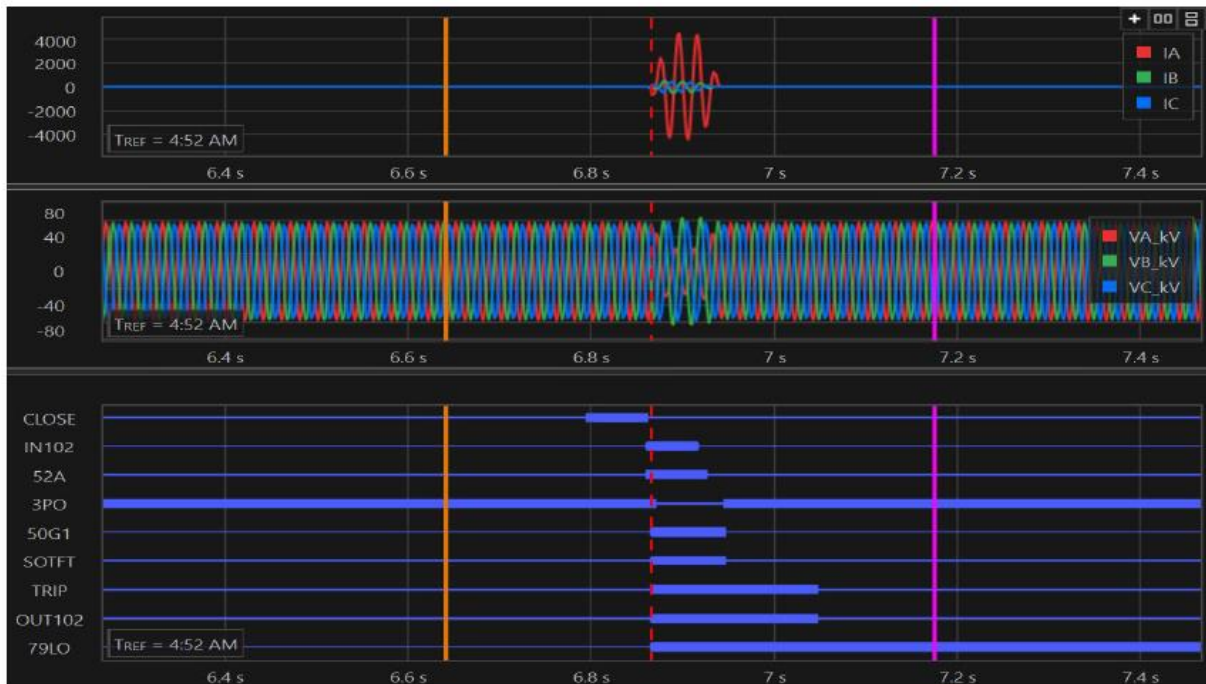 4000
2000
0
-2000
-4000
IA
IB
IC
TREF = 4:52 AM
6.4 s 6.6 s 6.8 s 7 s 7.2 s 7.4 s
80
40
0
-40
-80
VA_kV
VB_kV
VC_kV
TREF = 4:52 AM
6.4 s 6.6 s 6.8 s 7 s 7.2 s 7.4 s
CLOSE
IN102
52A
3PO
50G1
SOTFT
TRIP
OUT102
79LO
TREF = 4:52 AM
6.4 s 6.6 s 6.8 s 7 s 7.2 s 7.4 s